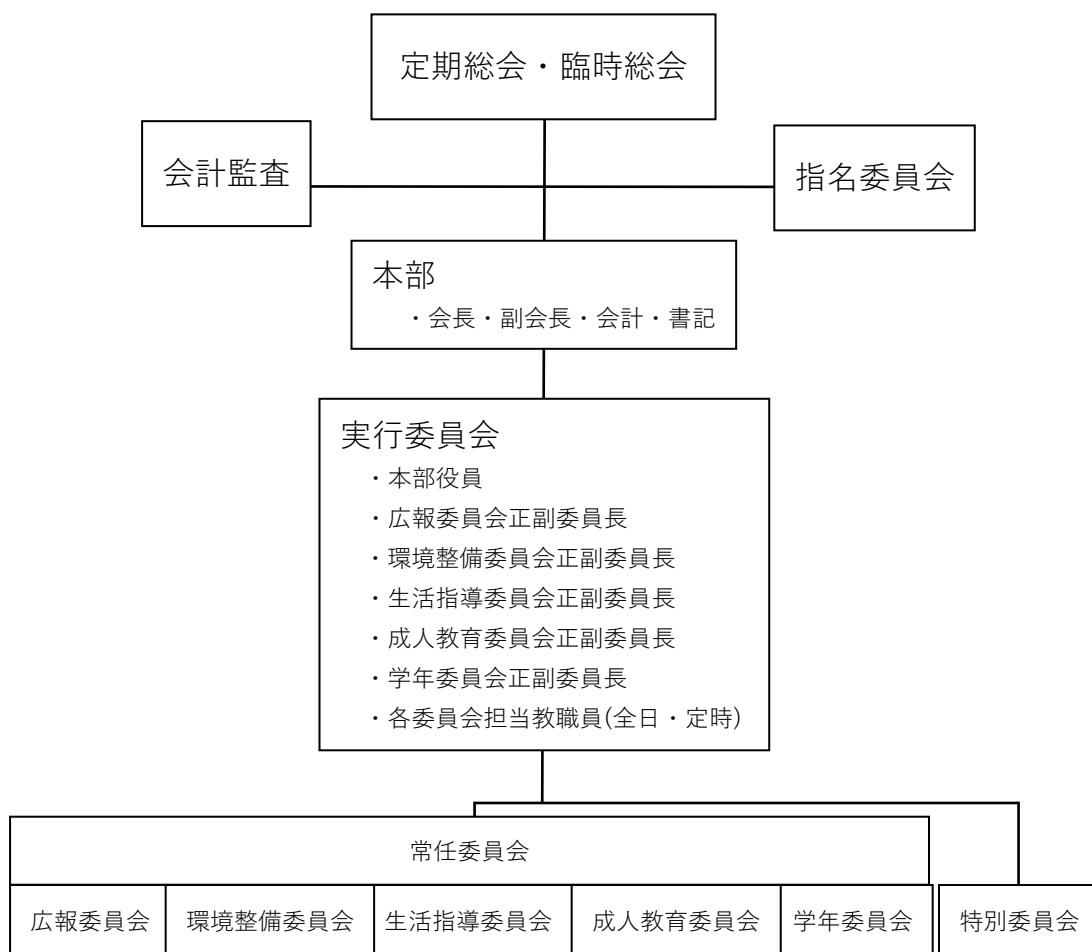 定期総会・臨時総会
会計監査
指名委員会
本部
・会長・副会長・会計・書記
実行委員会
・本部役員
・広報委員会正副委員長
・環境整備委員会正副委員長
・生活指導委員会正副委員長
・成人教育委員会正副委員長
・学年委員会正副委員長
・各委員会担当教職員(全日・定時)
常任委員会
広報委員会
環境整備委員会
生活指導委員会
成人教育委員会
学年委員会
特別委員会